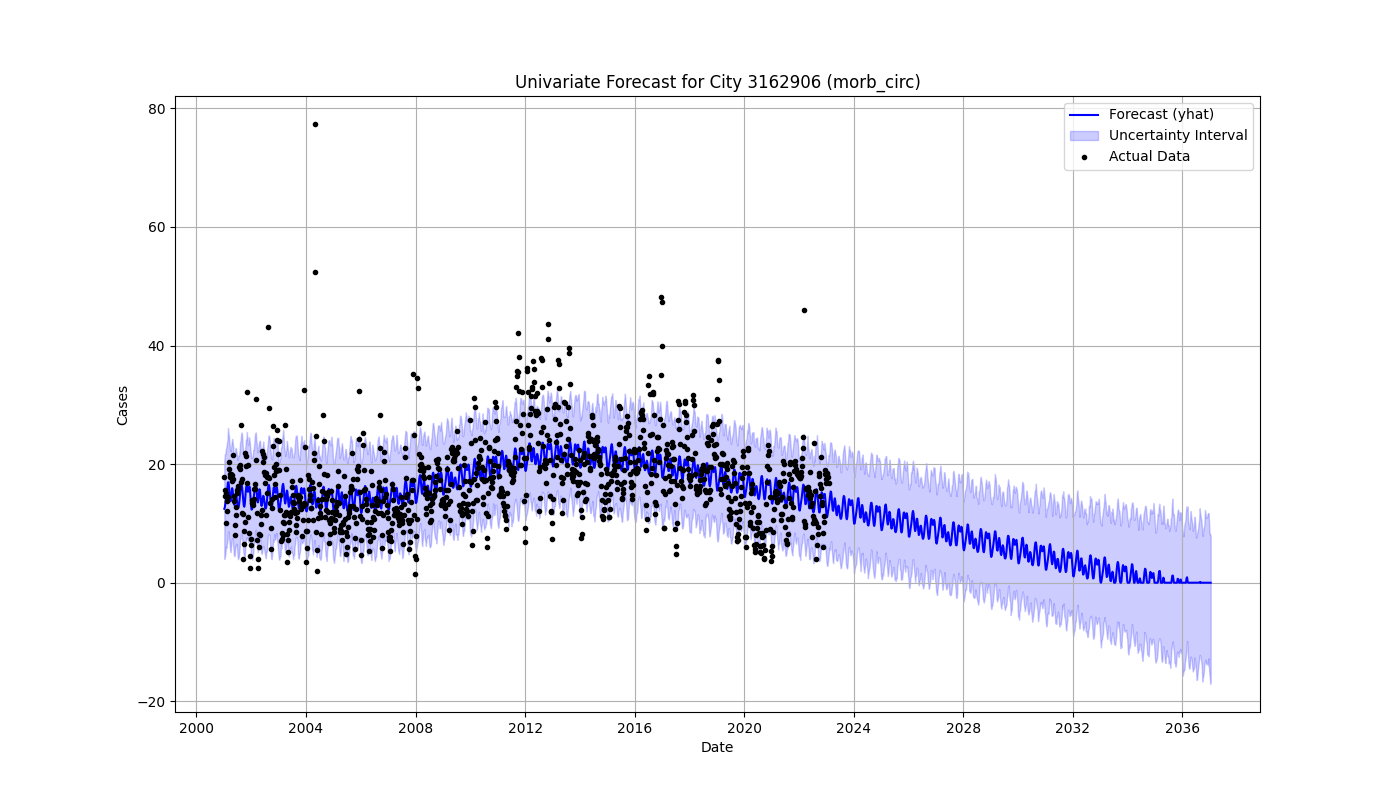 Univariate Forecast for City 3162906 (morb_circ)
Forecast (yhat)
Uncertainty Interval
Actual Data
80
60
40
20
0
−20
Cases
2000 2004 2008 2012 2016 2020 2024 2028 2032 2036
Date